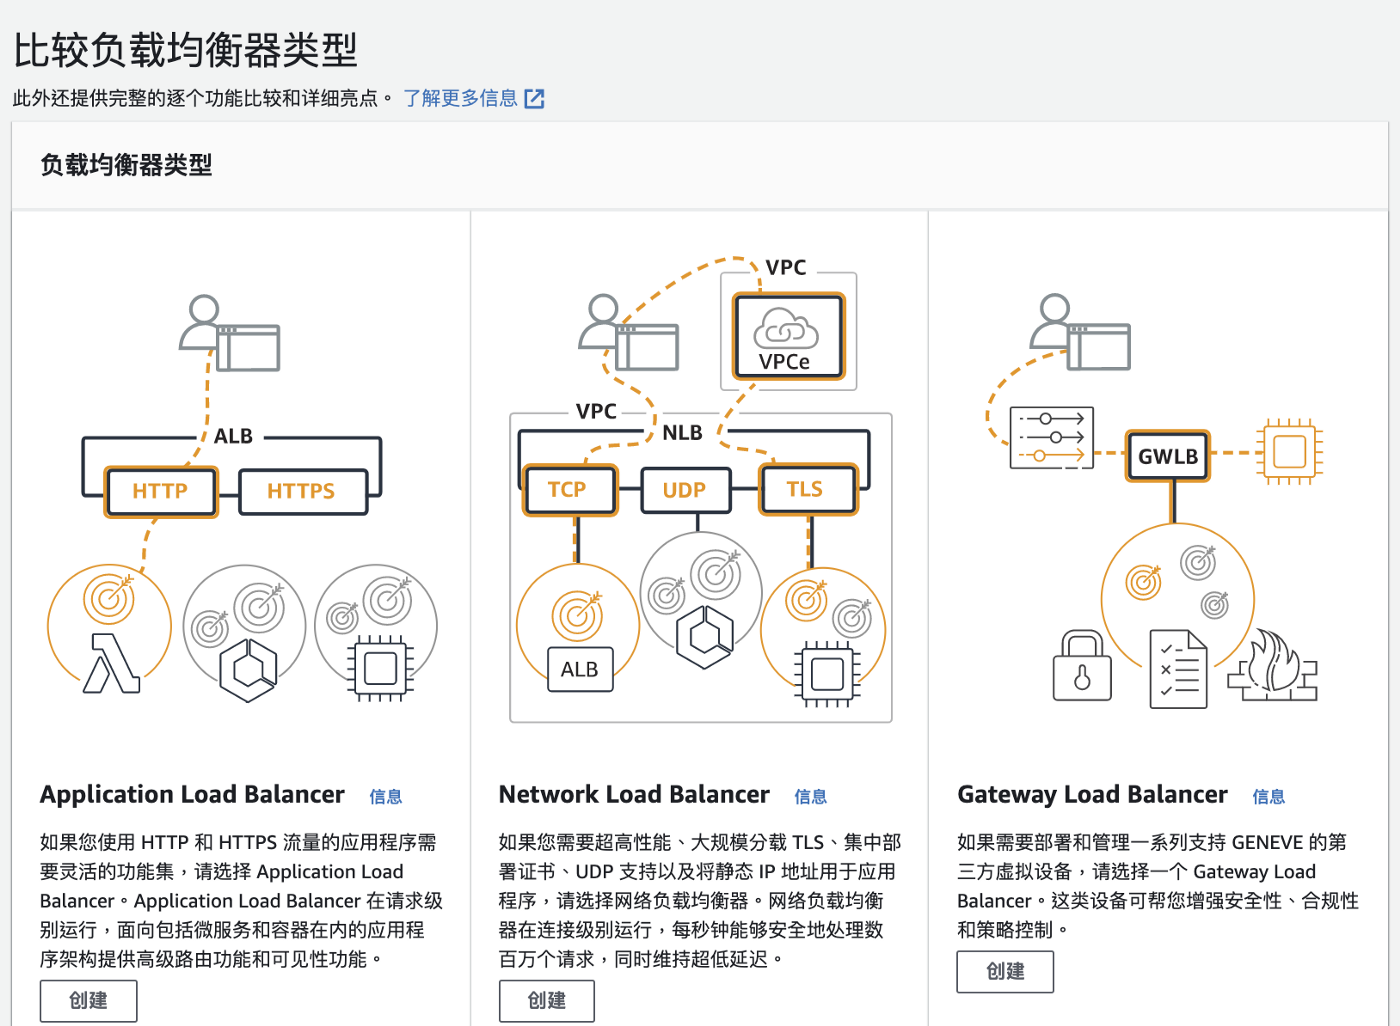 比较负载均衡器类型
此外还提供完整的逐个功能比较和详细亮点。 了解更多信息
负载均衡器类型
ALB
HTTP
HTTPS
VPC
VPCe
VPC
NLB
TCP
UDP
TLS
ALB
GWLB
Application Load Balancer 信息
如果您使用 HTTP 和 HTTPS 流量的应用程序需
要灵活的功能集，请选择 Application Load
Balancer。Application Load Balancer 在请求级
别运行，面向包括微服务和容器在内的应用程
序架构提供高级路由功能和可见性功能。
创建
Network Load Balancer 信息
如果您需要超高性能、大规模分载 TLS、集中部
署证书、UDP 支持以及将静态 IP 地址用于应用
程序，请选择网络负载均衡器。网络负载均衡
器在连接级别运行，每秒钟能够安全地处理数
百万个请求，同时维持超低延迟。
创建
Gateway Load Balancer 信息
如果需要部署和管理一系列支持 GENEVE 的第
三方虚拟设备，请选择一个 Gateway Load
Balancer。这类设备可帮您增强安全性、合规性
和策略控制。
创建